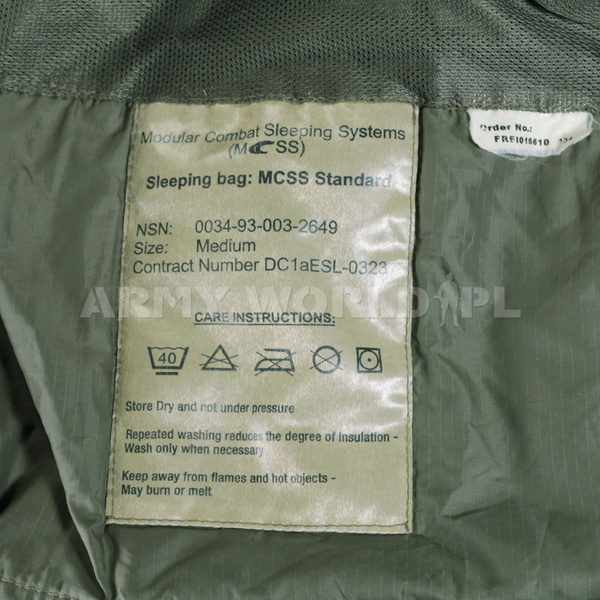 Modular Combat Sleeping Systems
(MCSS)
Sleeping bag: MCSS Standard
NSN: 0034-93-003-2649
Size: Medium
Contract Number DC1aESL-0323
CARE INSTRUCTIONS:
40
Store Dry and not under pressure
Repeated washing reduces the degree of insulation -
Wash only when necessary
Keep away from flames and hot objects -
May burn or melt
Order No.:
FREI016610
ARMY WORLD PL